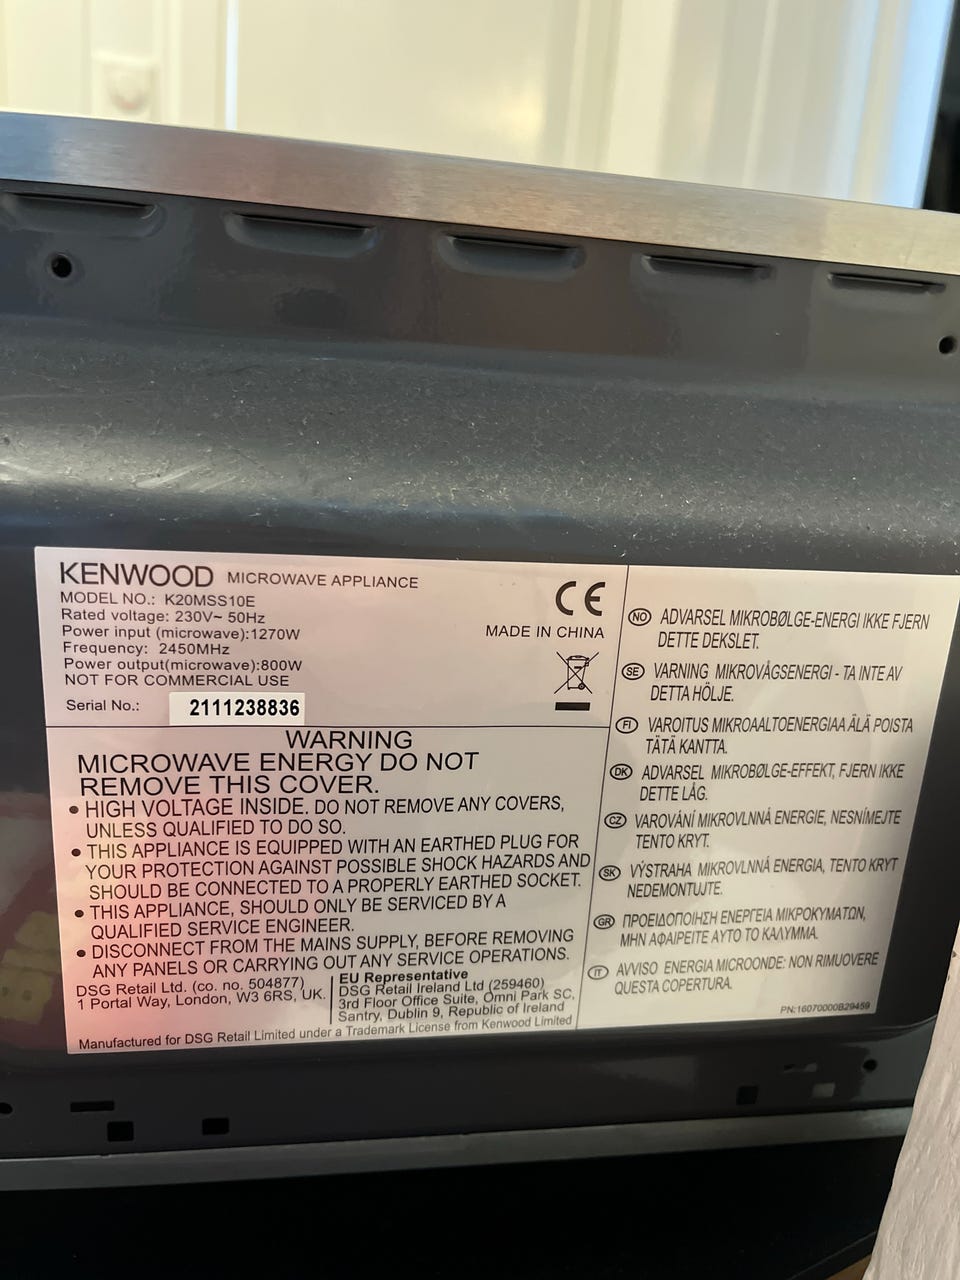 KENWOOD MICROWAVE APPLIANCE
MODEL NO.: K20MSS10E
Rated voltage: 230V~ 50Hz
Power input (microwave):1270W
Frequency: 2450MHz
Power output(microwave):800W
NOT FOR COMMERCIAL USE
Serial No.: 2111238836
CE
MADE IN CHINA
WARNING
MICROWAVE ENERGY DO NOT
REMOVE THIS COVER.
• HIGH VOLTAGE INSIDE. DO NOT REMOVE ANY COVERS,
UNLESS QUALIFIED TO DO SO.
• THIS APPLIANCE IS EQUIPPED WITH AN EARTHED PLUG FOR
YOUR PROTECTION AGAINST POSSIBLE SHOCK HAZARDS AND
SHOULD BE CONNECTED TO A PROPERLY EARTHED SOCKET.
• THIS APPLIANCE, SHOULD ONLY BE SERVICED BY A
QUALIFIED SERVICE ENGINEER.
• DISCONNECT FROM THE MAINS SUPPLY, BEFORE REMOVING
ANY PANELS OR CARRYING OUT ANY SERVICE OPERATIONS.
DSG Retail Ltd. (co. no. 504877)
1 Portal Way, London, W3 6RS, UK.
EU Representative
DSG Retail Ireland Ltd (259460)
3rd Floor Office Suite, Omni Park SC,
Santry, Dublin 9, Republic of Ireland
Manufactured for DSG Retail Limited under a Trademark License from Kenwood Limited
NO ADVARSEL MIKROBØLGE-ENERGI IKKE FJERN
DETTE DEKSLET.
SE VARNING MIKROVÅGSENERGI - TA INTE AV
DETTA HÖLJE.
FI VAROITUS MIKROAALTOENERGIAA ÄLÄ POISTA
TÄTÄ KANTTA.
DK ADVARSEL MIKROBØLGE-EFFEKT, FJERN IKKE
DETTE LÅG.
CZ VAROVÁNÍ MIKROVLNNÁ ENERGIE, NESNÍMEJTE
TENTO KRYT.
SK VÝSTRAHA MIKROVLNNÁ ENERGIA, TENTO KRYT
NEDEMONTUJTE.
GR ΠΡΟΕΙΔΟΠΟΙΗΣΗ ΕΝΕΡΓΕΙΑ ΜΙΚΡΟΚΥΜΑΤΩΝ,
ΜΗΝ ΑΦΑΙΡΕΙΤΕ ΑΥΤΟ ΤΟ ΚΑΛΥΜΜΑ.
IT AVVISO ENERGIA MICROONDE: NON RIMUOVERE
QUESTA COPERTURA.
PN:16070000B29459